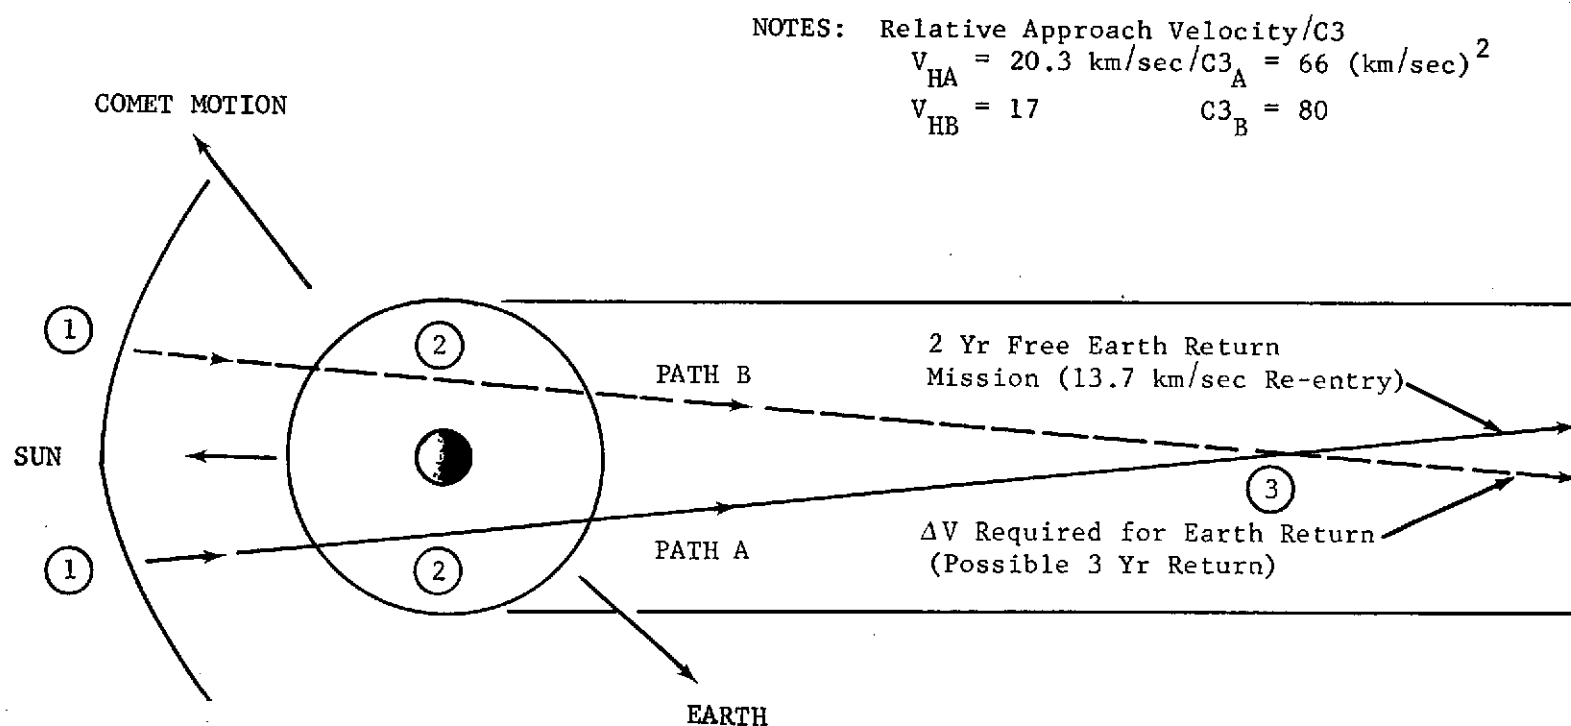 NOTES: Relative Approach Velocity/C3
V_HA = 20.3 km/sec/C3_A = 66 (km/sec)^2
V_HB = 17 C3_B = 80
COMET MOTION
1
2
2 Yr Free Earth Return
Mission (13.7 km/sec Re-entry)
PATH B
SUN
3
ΔV Required for Earth Return
(Possible 3 Yr Return)
PATH A
1
2
EARTH